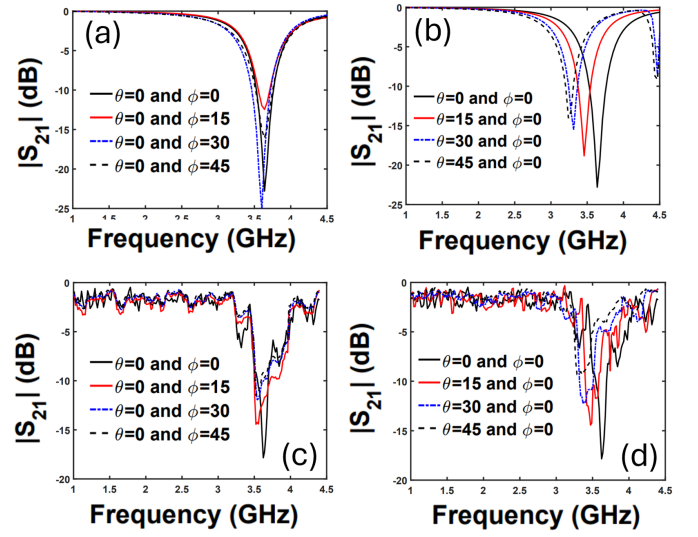 (a)
|S21| (dB)
0
-5
-10
-15
-20
-25
θ=0 and ϕ=0
θ=0 and ϕ=15
θ=0 and ϕ=30
θ=0 and ϕ=45
1 1.5 2 2.5 3 3.5 4 4.5
Frequency (GHz)
(b)
|S21| (dB)
0
-5
-10
-15
-20
-25
θ=0 and ϕ=0
θ=15 and ϕ=0
θ=30 and ϕ=0
θ=45 and ϕ=0
1 1.5 2 2.5 3 3.5 4 4.5
Frequency (GHz)
(c)
|S21| (dB)
0
-5
-10
-15
-20
θ=0 and ϕ=0
θ=0 and ϕ=15
θ=0 and ϕ=30
θ=0 and ϕ=45
1.0 1.5 2 2.5 3 3.5 4 4.5
Frequency (GHz)
(d)
|S21| (dB)
0
-5
-10
-15
-20
θ=0 and ϕ=0
θ=15 and ϕ=0
θ=30 and ϕ=0
θ=45 and ϕ=0
1.0 1.5 2 2.5 3 3.5 4 4.5
Frequency (GHz)